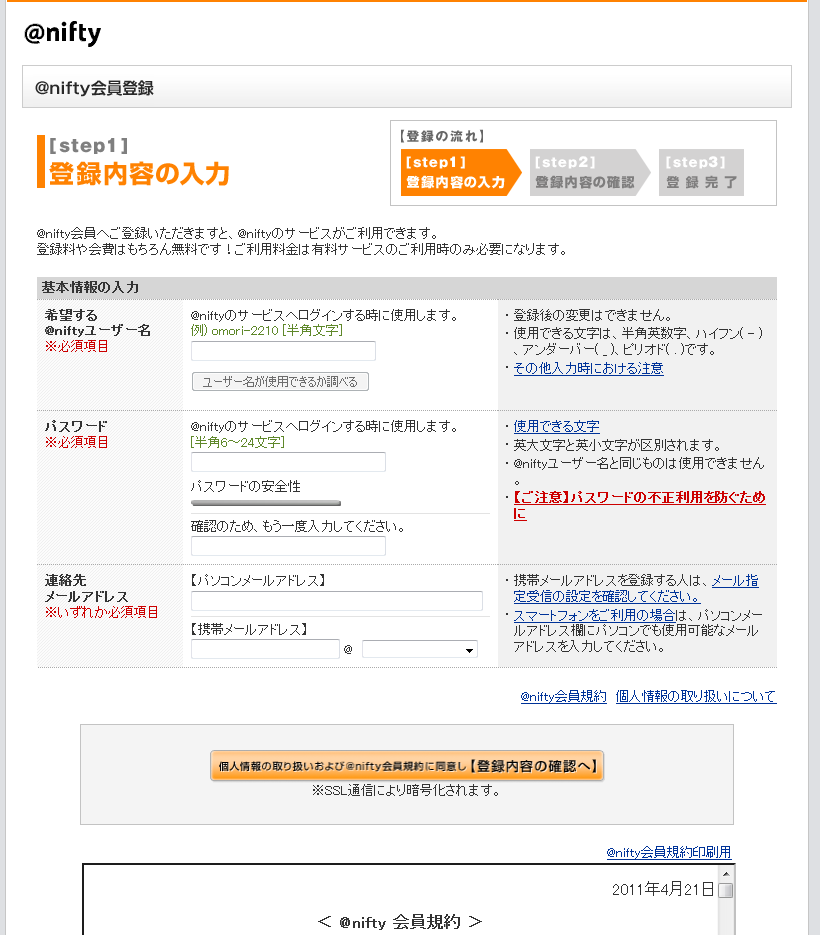 @nifty
@nifty会員登録
[step1]
登録内容の入力
【登録の流れ】
[step1]
登録内容の入力
[step2]
登録内容の確認
[step3]
登録完了
@nifty会員へご登録いただきますと、@niftyのサービスがご利用できます。
登録料や会費はもちろん無料です！ご利用料金は有料サービスのご利用時のみ必要になります。
基本情報の入力
希望する
@niftyユーザー名
※必須項目
@niftyのサービスへログインする時に使用します。
例) omori-2210 [半角文字]
ユーザー名が使用できるか調べる
・登録後の変更はできません。
・使用できる文字は、半角英数字、ハイフン( - )
、アンダーバー( _ )、ピリオド( . )です。
・その他入力時における注意
パスワード
※必須項目
@niftyのサービスへログインする時に使用します。
[半角6～24文字]
パスワードの安全性
確認のため、もう一度入力してください。
・使用できる文字
・英大文字と英小文字が区別されます。
・@niftyユーザー名と同じものは使用できません
。
・【ご注意】パスワードの不正利用を防ぐため
に
連絡先
メールアドレス
※いずれか必須項目
【パソコンメールアドレス】
【携帯メールアドレス】
@
・携帯メールアドレスを登録する人は、メール指
定受信の設定を確認してください。
・スマートフォンをご利用の場合は、パソコンメー
ルアドレス欄にパソコンでも使用可能なメール
アドレスを入力してください。
@nifty会員規約 個人情報の取り扱いについて
個人情報の取り扱いおよび@nifty会員規約に同意し【登録内容の確認へ】
※SSL通信により暗号化されます。
@nifty会員規約印刷用
2011年4月21日
＜ @nifty 会員規約 ＞